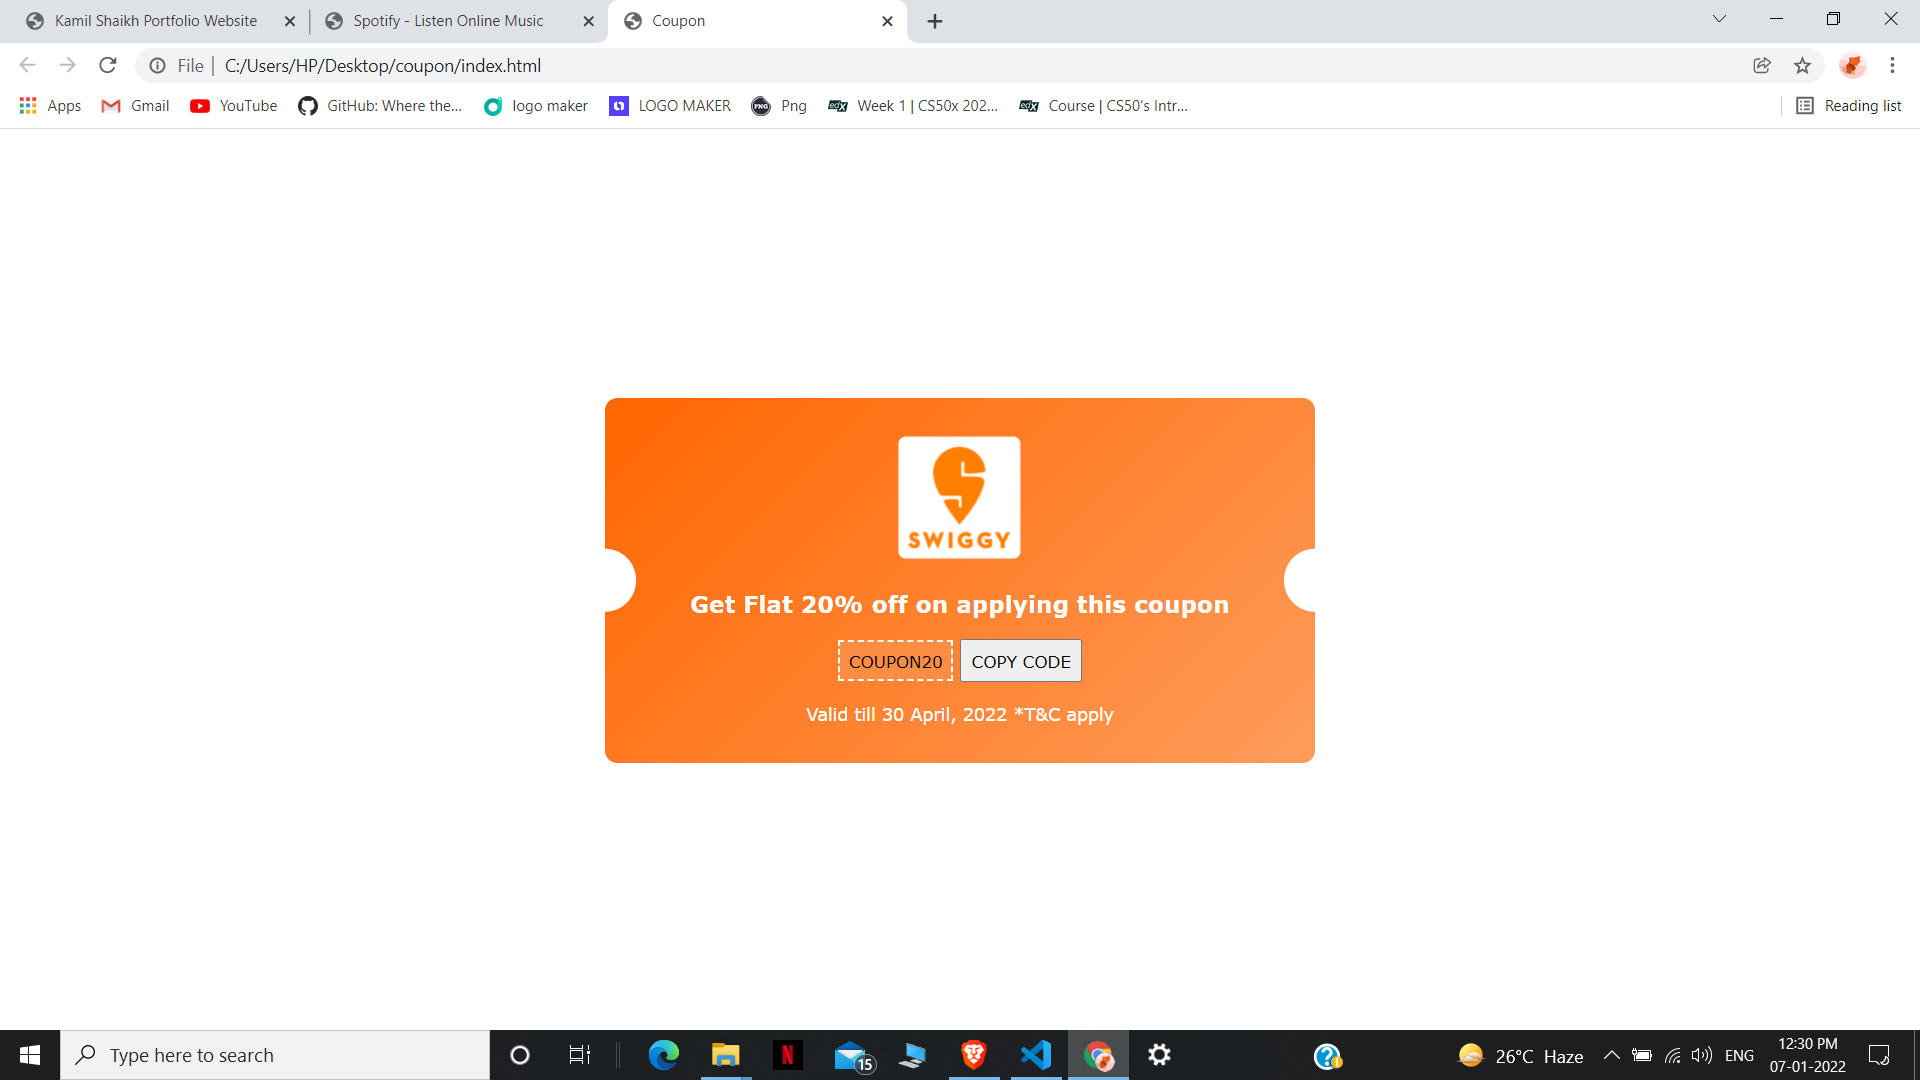 Kamil Shaikh Portfolio Website
Spotify - Listen Online Music
Coupon
File
C:/Users/HP/Desktop/coupon/index.html
Apps
Gmail
YouTube
GitHub: Where the...
logo maker
LOGO MAKER
PNG
Png
edX
Week 1 | CS50x 202...
edX
Course | CS50's Intr...
Reading list
SWIGGY
Get Flat 20% off on applying this coupon
COUPON20
COPY CODE
Valid till 30 April, 2022 *T&C apply
Type here to search
N
15
26°C Haze
ENG
12:30 PM
07-01-2022